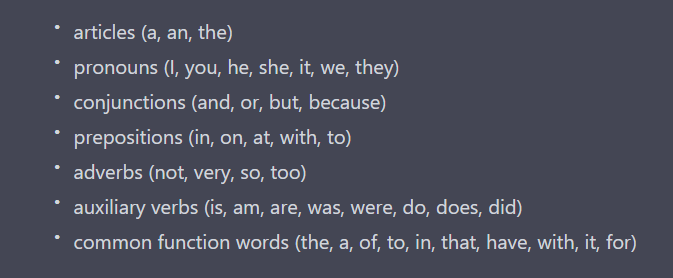 • articles (a, an, the)
• pronouns (I, you, he, she, it, we, they)
• conjunctions (and, or, but, because)
• prepositions (in, on, at, with, to)
• adverbs (not, very, so, too)
• auxiliary verbs (is, am, are, was, were, do, does, did)
• common function words (the, a, of, to, in, that, have, with, it, for)